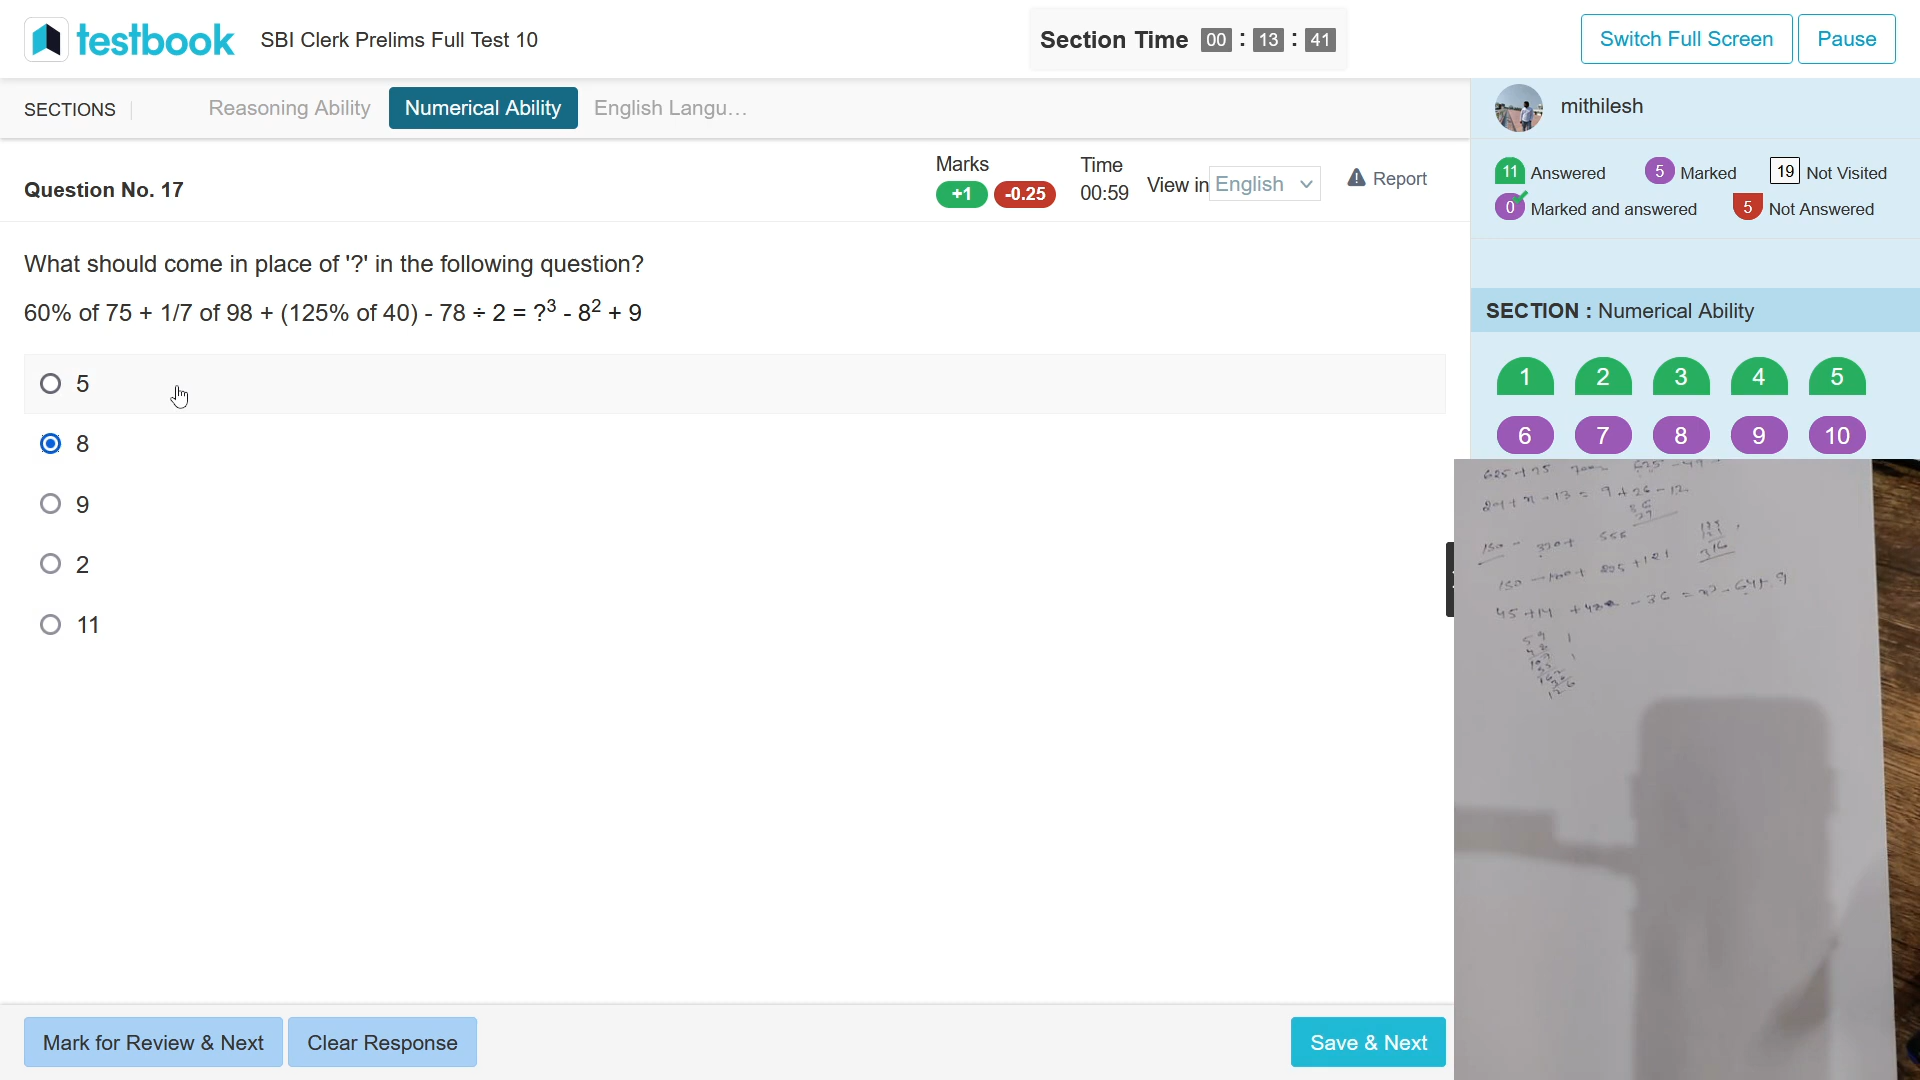 testbook SBI Clerk Prelims Full Test 10 Section Time 00 : 13 : 41 Switch Full Screen Pause
SECTIONS Reasoning Ability Numerical Ability English Langu... mithilesh
Question No. 17 Marks +1 -0.25 Time 00:59 View in English Report
11 Answered 5 Marked 19 Not Visited
0 Marked and answered 5 Not Answered
What should come in place of '?' in the following question?
60% of 75 + 1/7 of 98 + (125% of 40) - 78 ÷ 2 = ?³ - 8² + 9
5
8
9
2
11
SECTION : Numerical Ability
1 2 3 4 5
6 7 8 9 10
45 +14
Mark for Review & Next Clear Response Save & Next